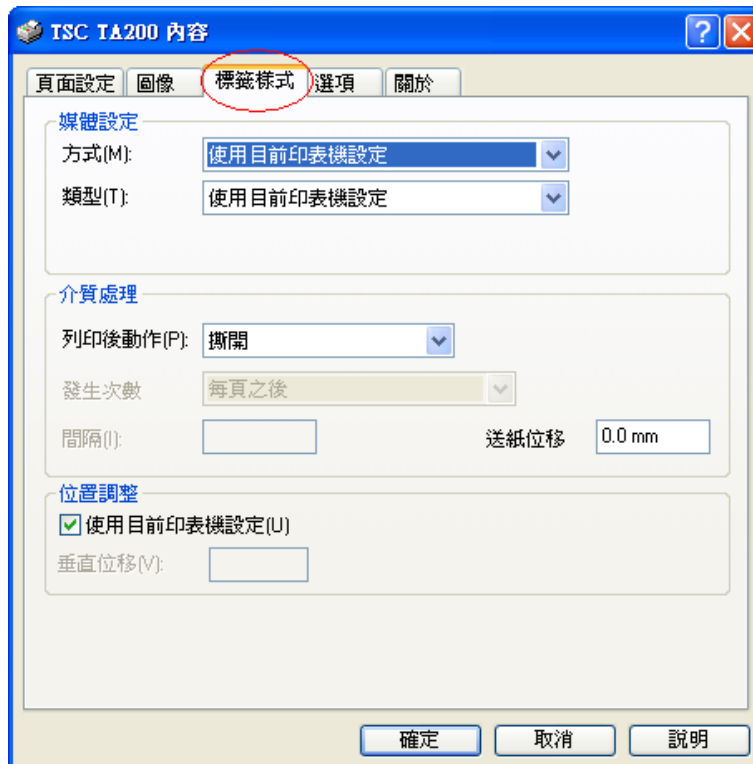 TSC TA200 內容
頁面設定 圖像 標籤樣式 選項 關於
媒體設定
方式(M): 使用目前印表機設定
類型(T): 使用目前印表機設定
介質處理
列印後動作(P): 撕開
發生次數 每頁之後
間隔(I): 送紙位移 0.0 mm
位置調整
使用目前印表機設定(U)
垂直位移(V):
確定 取消 說明